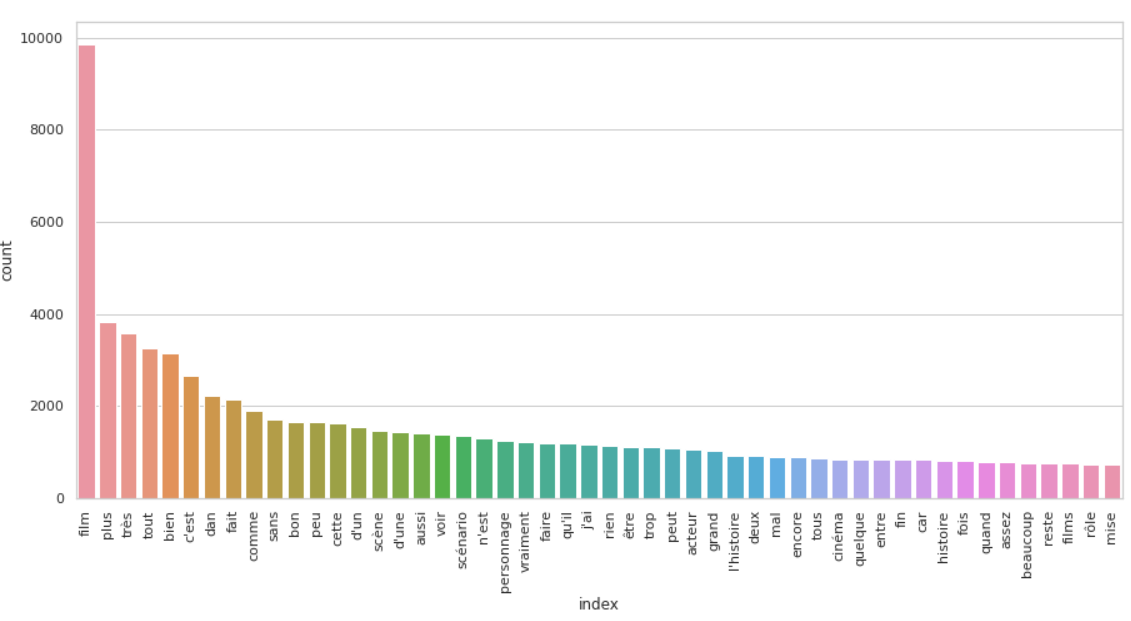 10000
8000
6000
4000
2000
0
count
film
plus
très
tout
bien
c'est
dan
fait
comme
sans
bon
peu
cette
d'un
scène
d'une
aussi
voir
scénario
n'est
personnage
vraiment
faire
qu'il
j'ai
rien
être
trop
peut
acteur
grand
l'histoire
deux
mal
encore
tous
cinéma
quelque
entre
fin
car
histoire
fois
quand
assez
beaucoup
reste
films
rôle
mise
index